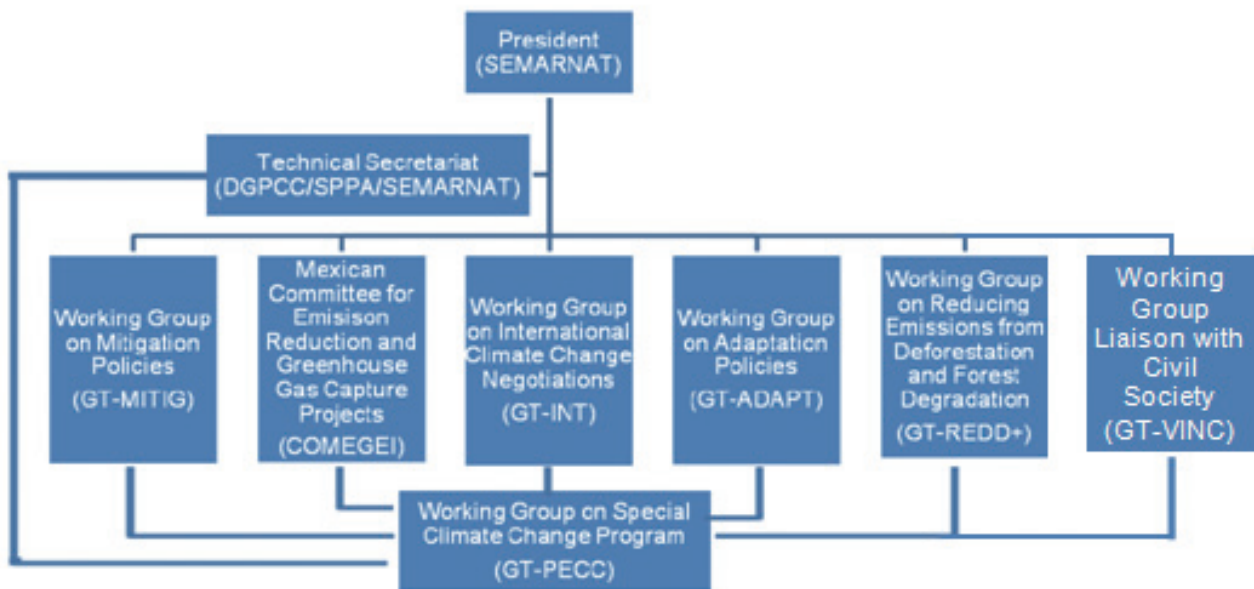 President
(SEMARNAT)
Technical Secretariat
(DGPCC/SPPA/SEMARNAT)
Working Group
on Mitigation
Policies
(GT-MITIG)
Mexican
Committee for
Emisison
Reduction and
Greenhouse
Gas Capture
Projects
(COMEGEI)
Working Group
on International
Climate Change
Negotiations
(GT-INT)
Working Group
on Adaptation
Policies
(GT-ADAPT)
Working Group
on Reducing
Emissions from
Deforestation
and Forest
Degradation
(GT-REDD+)
Working
Group
Liaison with
Civil
Society
(GT-VINC)
Working Group on Special
Climate Change Program
(GT-PECC)